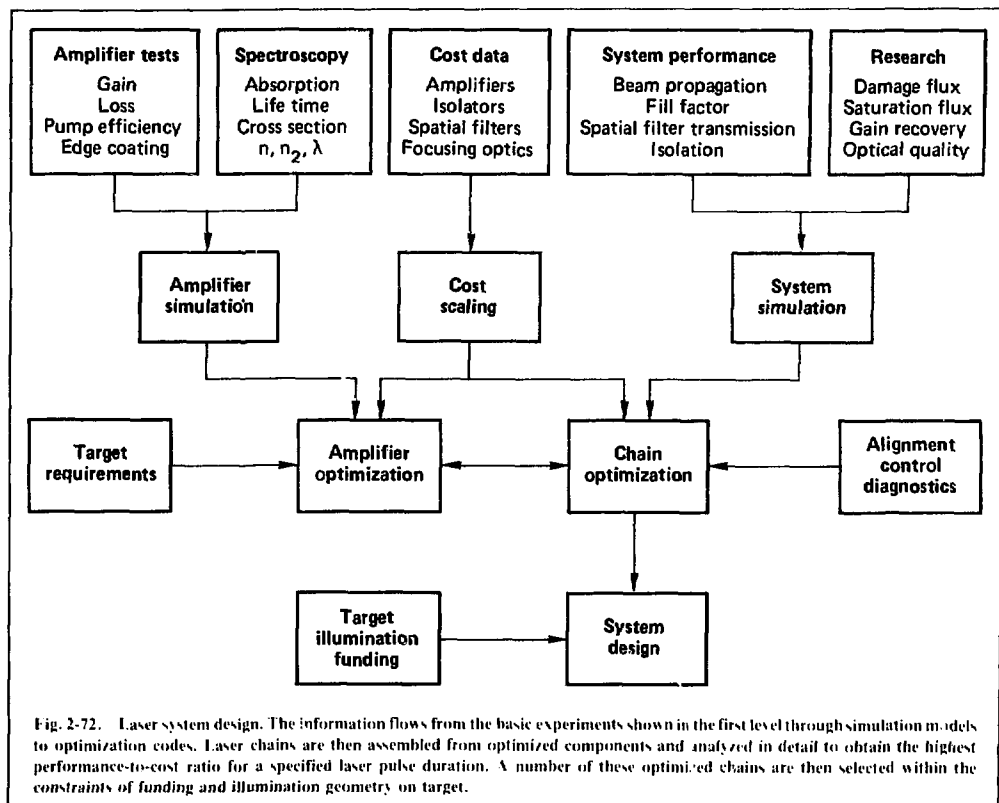 Amplifier tests
Gain
Loss
Pump efficiency
Edge coating
Spectroscopy
Absorption
Life time
Cross section
n, n₂, λ
Cost data
Amplifiers
Isolators
Spatial filters
Focusing optics
System performance
Beam propagation
Fill factor
Spatial filter transmission
Isolation
Research
Damage flux
Saturation flux
Gain recovery
Optical quality
Amplifier
simulation
Cost
scaling
System
simulation
Target
requirements
Amplifier
optimization
Chain
optimization
Alignment
control
diagnostics
Target
illumination
funding
System
design
Fig. 2-72. Laser system design. The information flows from the basic experiments shown in the first level through simulation models
to optimization codes. Laser chains are then assembled from optimized components and analyzed in detail to obtain the highest
performance-to-cost ratio for a specified laser pulse duration. A number of these optimized chains are then selected within the
constraints of funding and illumination geometry on target.